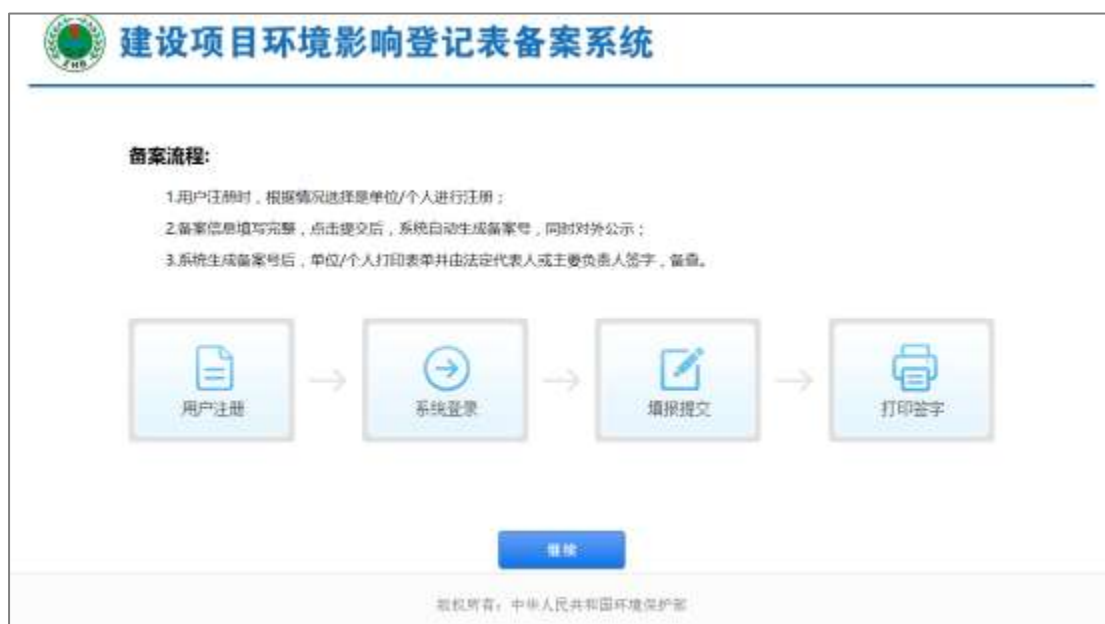 ZHB
建设项目环境影响登记表备案系统
备案流程:
1.用户注册时，根据情况选择是单位/个人进行注册；
2.备案信息填写完整，点击提交后，系统自动生成备案号，同时对外公示；
3.系统生成备案号后，单位/个人打印表单并由法定代表人或主要负责人签字，备查。
用户注册
系统登录
填报提交
打印签字
继续
版权所有：中华人民共和国环境保护部